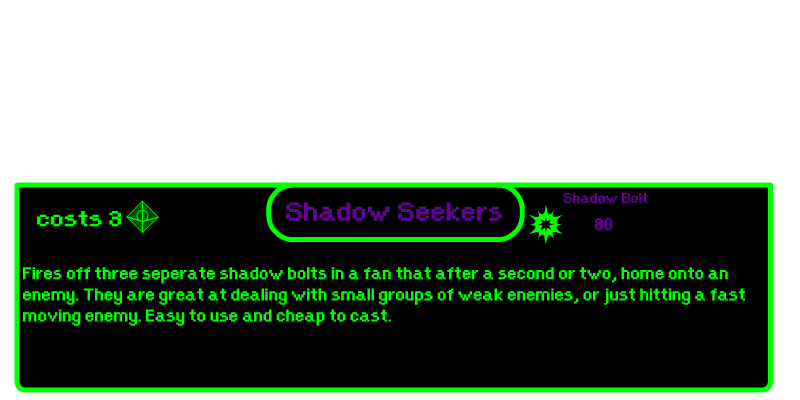 Shadow Bolt
costs 3
Shadow Seekers
80
Fires off three seperate shadow bolts in a fan that after a second or two, home onto an
enemy. They are great at dealing with small groups of weak enemies, or just hitting a fast
moving enemy. Easy to use and cheap to cast.